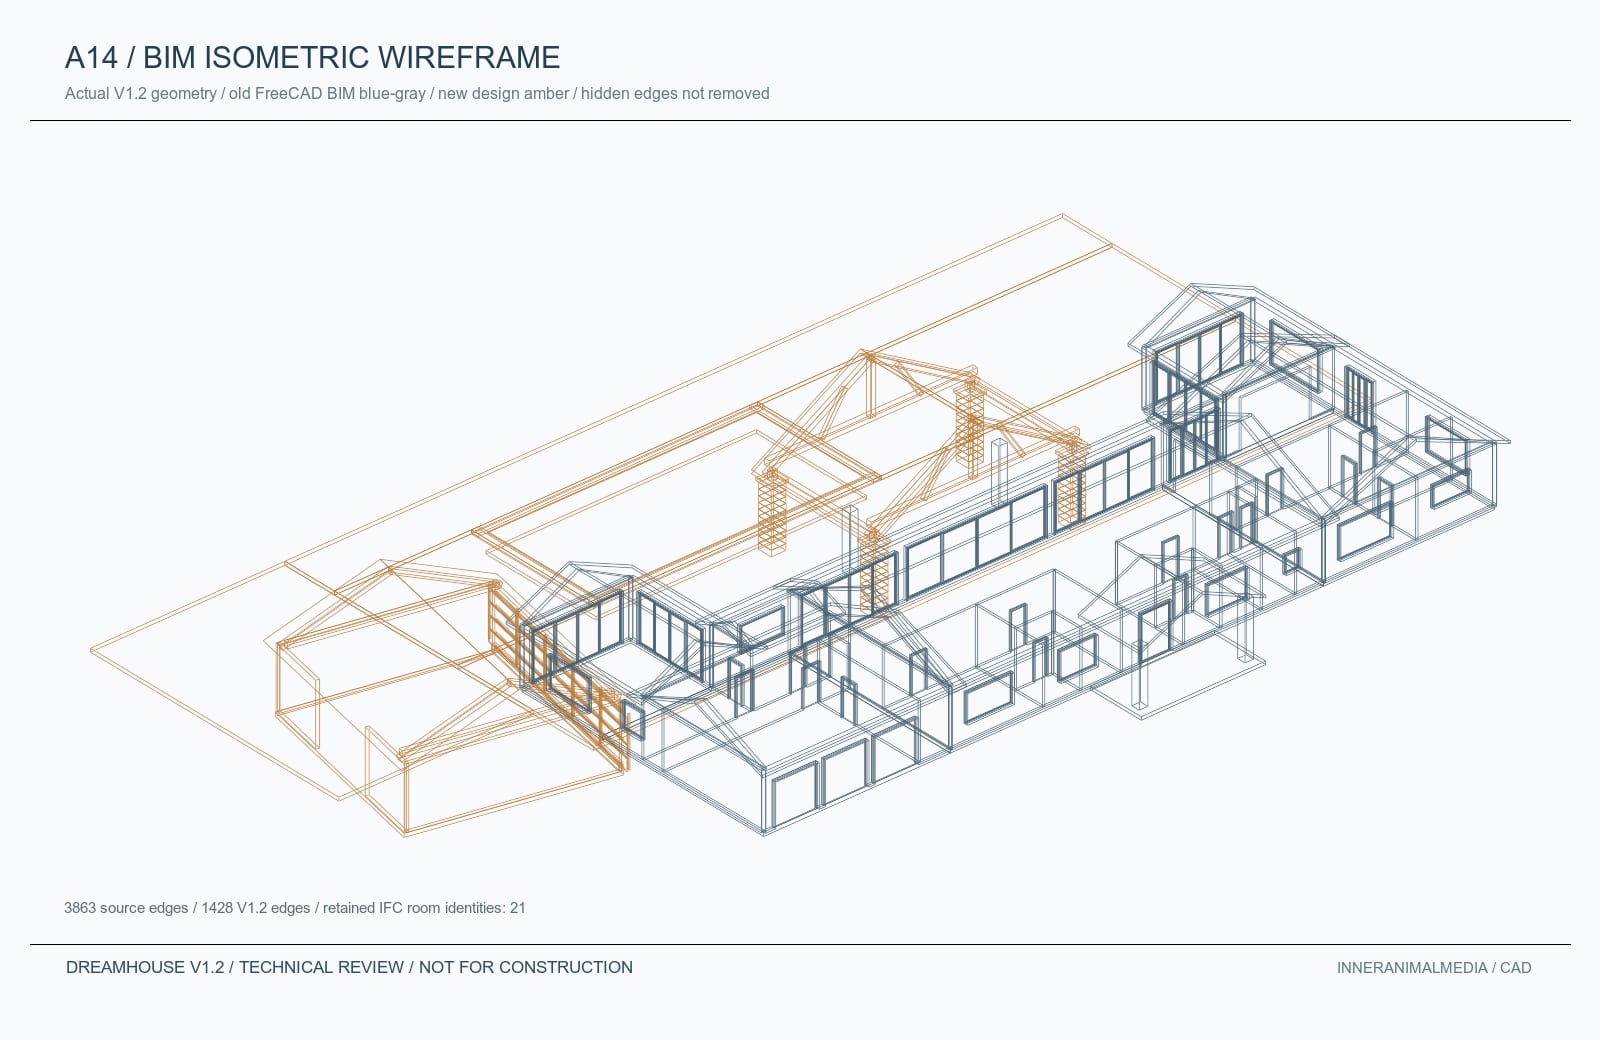 A14 / BIM ISOMETRIC WIREFRAME
Actual V1.2 geometry / old FreeCAD BIM blue-gray / new design amber / hidden edges not removed
3863 source edges / 1428 V1.2 edges / retained IFC room identities: 21
DREAMHOUSE V1.2 / TECHNICAL REVIEW / NOT FOR CONSTRUCTION
INNERANIMALMEDIA / CAD